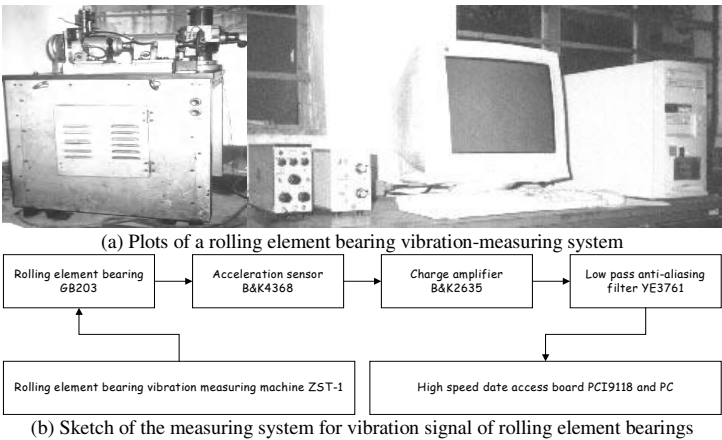 (a) Plots of a rolling element bearing vibration-measuring system
Rolling element bearing
GB203
Acceleration sensor
B&K4368
Charge amplifier
B&K2635
Low pass anti-aliasing
filter YE3761
Rolling element bearing vibration measuring machine ZST-1
High speed date access board PCI9118 and PC
(b) Sketch of the measuring system for vibration signal of rolling element bearings